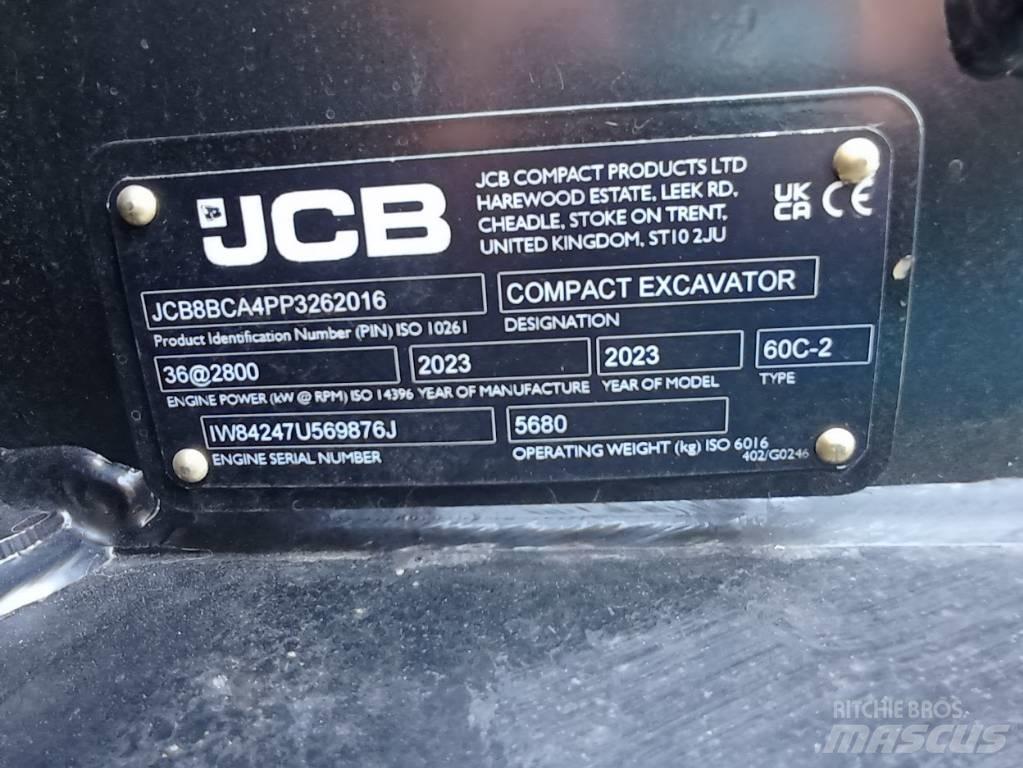 JCB
JCB COMPACT PRODUCTS LTD
HAREWOOD ESTATE, LEEK RD,
CHEADLE, STOKE ON TRENT,
UNITED KINGDOM, ST10 2JU
UK
CA CE
JCB8BCA4PP3262016
Product Identification Number (PIN) ISO 10261
COMPACT EXCAVATOR
DESIGNATION
36@2800 2023 2023 60C-2
ENGINE POWER (kW @ RPM) ISO 14396 YEAR OF MANUFACTURE YEAR OF MODEL TYPE
IW84247U569876J 5680
ENGINE SERIAL NUMBER OPERATING WEIGHT (kg) ISO 6016
402/G0246
RITCHIE BROS.
MASCUS